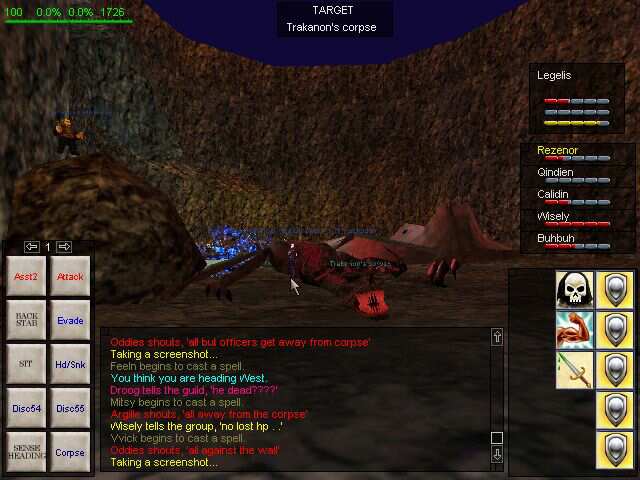 100 0.0% 0.0% 1726
TARGET
Trakanon's corpse
Legelis
Rezenor
Qindien
Calidin
Wisely
Buhbuh
Trakanon's corpse
1
Asst2
Attack
BACK STAB
Evade
SIT
Hd/Snk
Disc54
Disc55
SENSE HEADING
Corpse
Oddies shouts, 'all but officers get away from corpse'
Taking a screenshot...
Feeln begins to cast a spell.
You think you are heading West.
Droog tells the guild, 'he dead????'
Mitsy begins to cast a spell.
Argille shouts, 'all away from the corpse'
Wisely tells the group, 'no lost hp ..'
Yvick begins to cast a spell.
Oddies shouts, 'all against the wall'
Taking a screenshot...